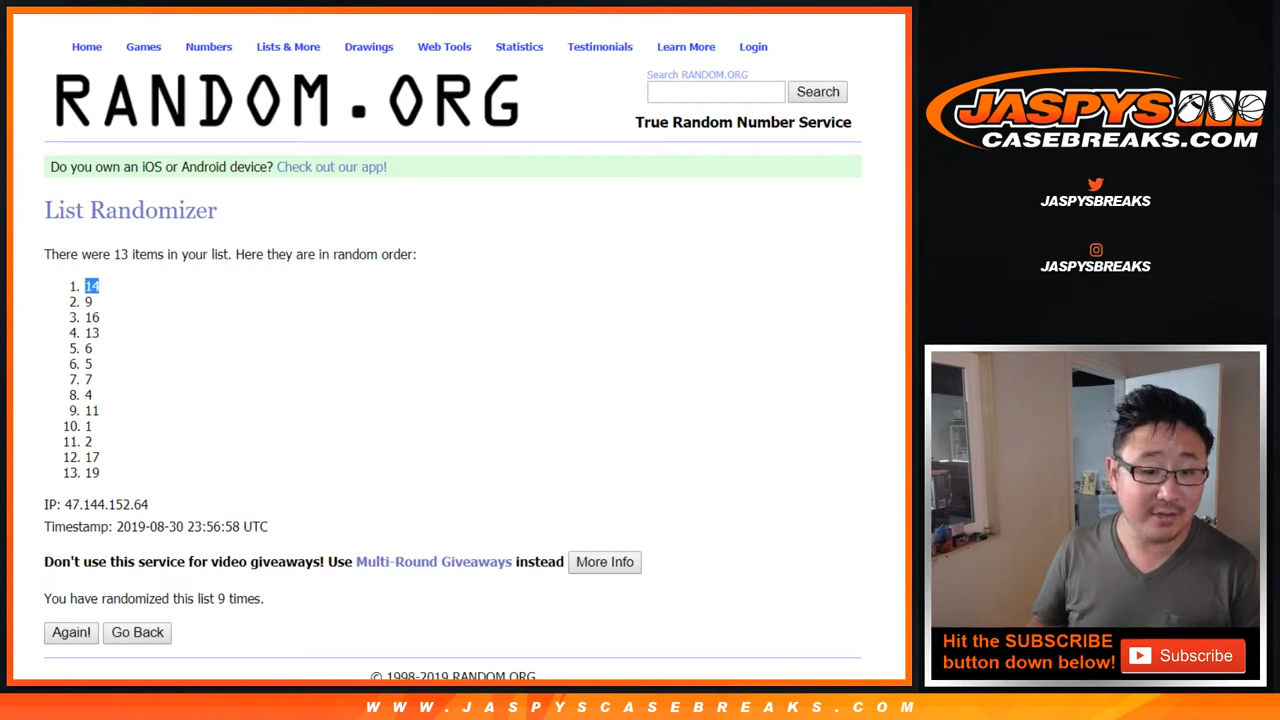 Home Games Numbers Lists & More Drawings Web Tools Statistics Testimonials Learn More Login
RANDOM.ORG
Search RANDOM.ORG
Search
True Random Number Service
Do you own an iOS or Android device? Check out our app!
List Randomizer
There were 13 items in your list. Here they are in random order:
1. 14
2. 9
3. 16
4. 13
5. 6
6. 5
7. 7
8. 4
9. 11
10. 1
11. 2
12. 17
13. 19
IP: 47.144.152.64
Timestamp: 2019-08-30 23:56:58 UTC
Don't use this service for video giveaways! Use Multi-Round Giveaways instead More Info
You have randomized this list 9 times.
Again! Go Back
© 1998-2019 RANDOM.ORG
JASPYS
CASEBREAKS.COM
JASPYSBREAKS
JASPYSBREAKS
Hit the SUBSCRIBE
button down below!
Subscribe
WWW.JASPYSCASEBREAKS.COM